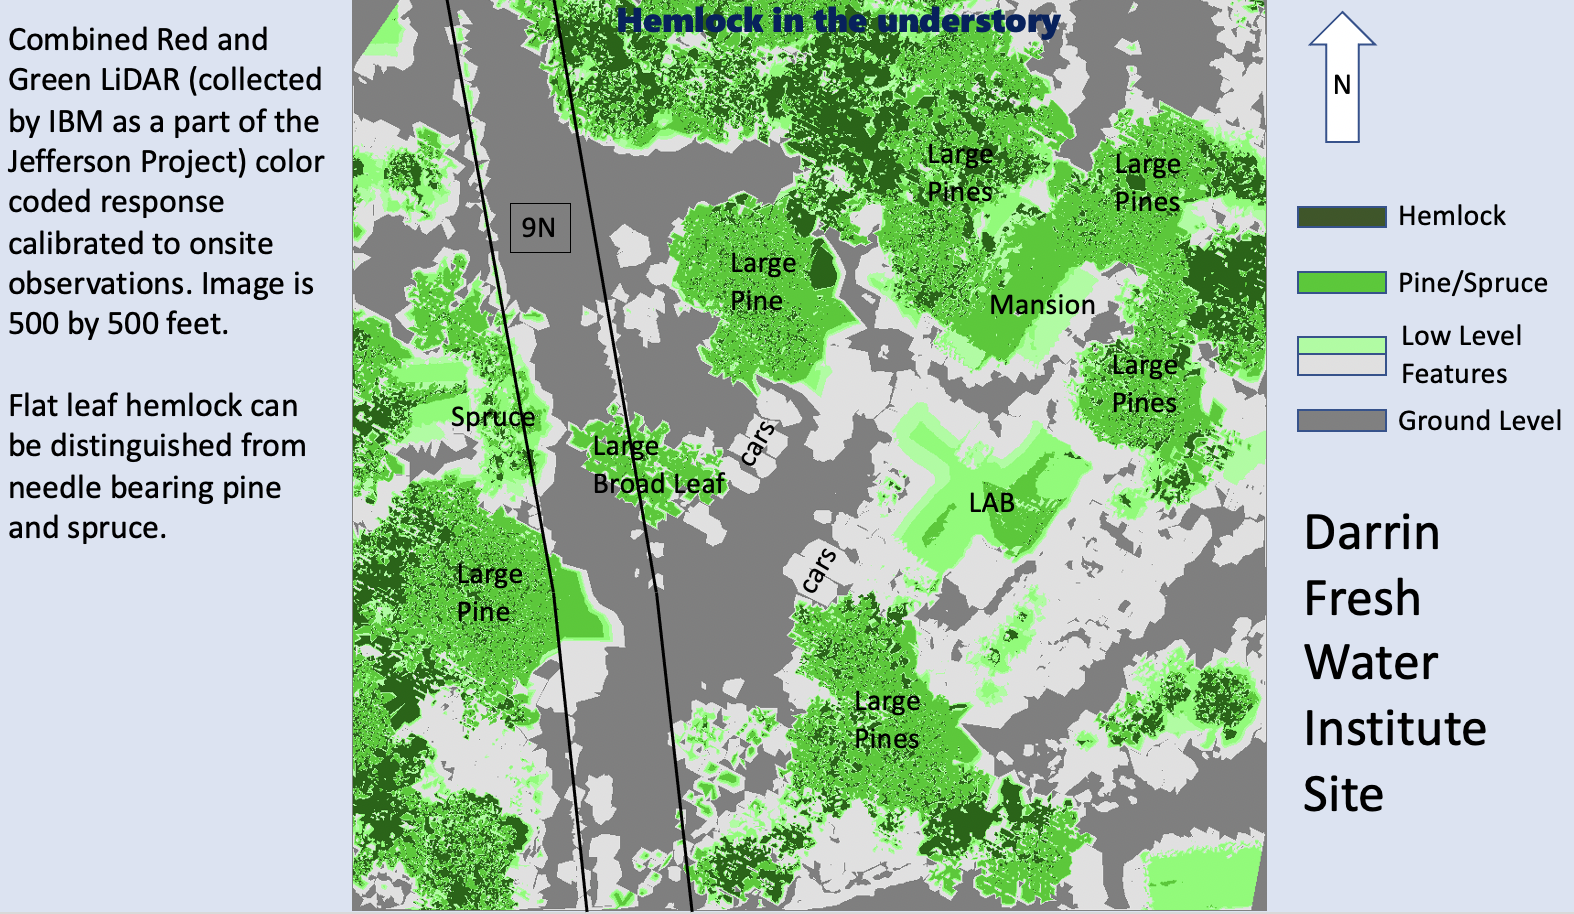 Combined Red and
Green LiDAR (collected
by IBM as a part of the
Jefferson Project) color
coded response
calibrated to onsite
observations. Image is
500 by 500 feet.
Flat leaf hemlock can
be distinguished from
needle bearing pine
and spruce.
Hemlock in the understory
9N
Large
Pines
Large
Pines
Large
Pine
Mansion
Large
Pines
Spruce
Large
Broad Leaf
cars
LAB
cars
Large
Pine
Large
Pines
N
Hemlock
Pine/Spruce
Low Level
Features
Ground Level
Darrin
Fresh
Water
Institute
Site